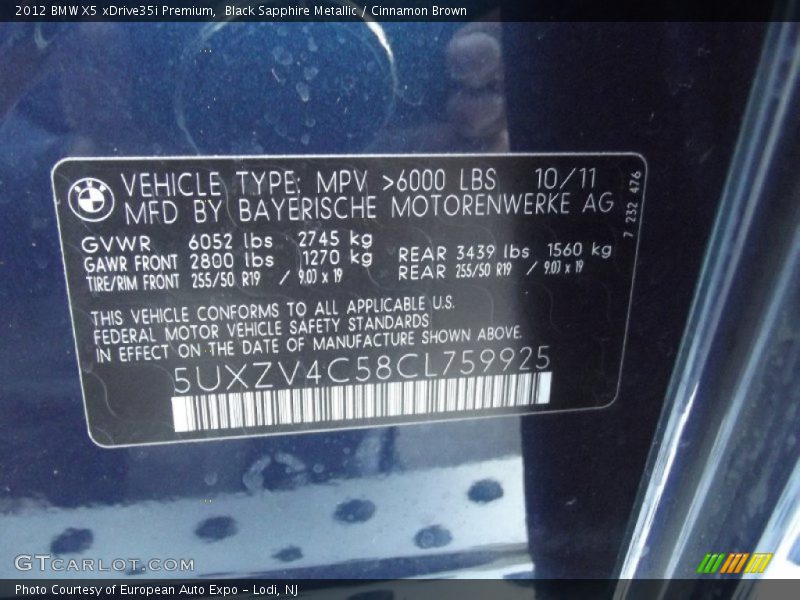 2012 BMW X5 xDrive35i Premium, Black Sapphire Metallic / Cinnamon Brown
VEHICLE TYPE: MPV >6000 LBS 10/11
MFD BY BAYERISCHE MOTORENWERKE AG
7 232 476
GVWR 6052 lbs 2745 kg
GAWR FRONT 2800 lbs 1270 kg REAR 3439 lbs 1560 kg
TIRE/RIM FRONT 255/50 R19 / 9.0J x 19 REAR 255/50 R19 / 9.0J x 19
THIS VEHICLE CONFORMS TO ALL APPLICABLE U.S.
FEDERAL MOTOR VEHICLE SAFETY STANDARDS
IN EFFECT ON THE DATE OF MANUFACTURE SHOWN ABOVE.
5UXZV4C58CL759925
GTCARLOT.COM
Photo Courtesy of European Auto Expo - Lodi, NJ